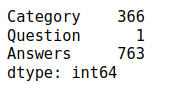 Category    366
Question      1
Answers     763
dtype: int64